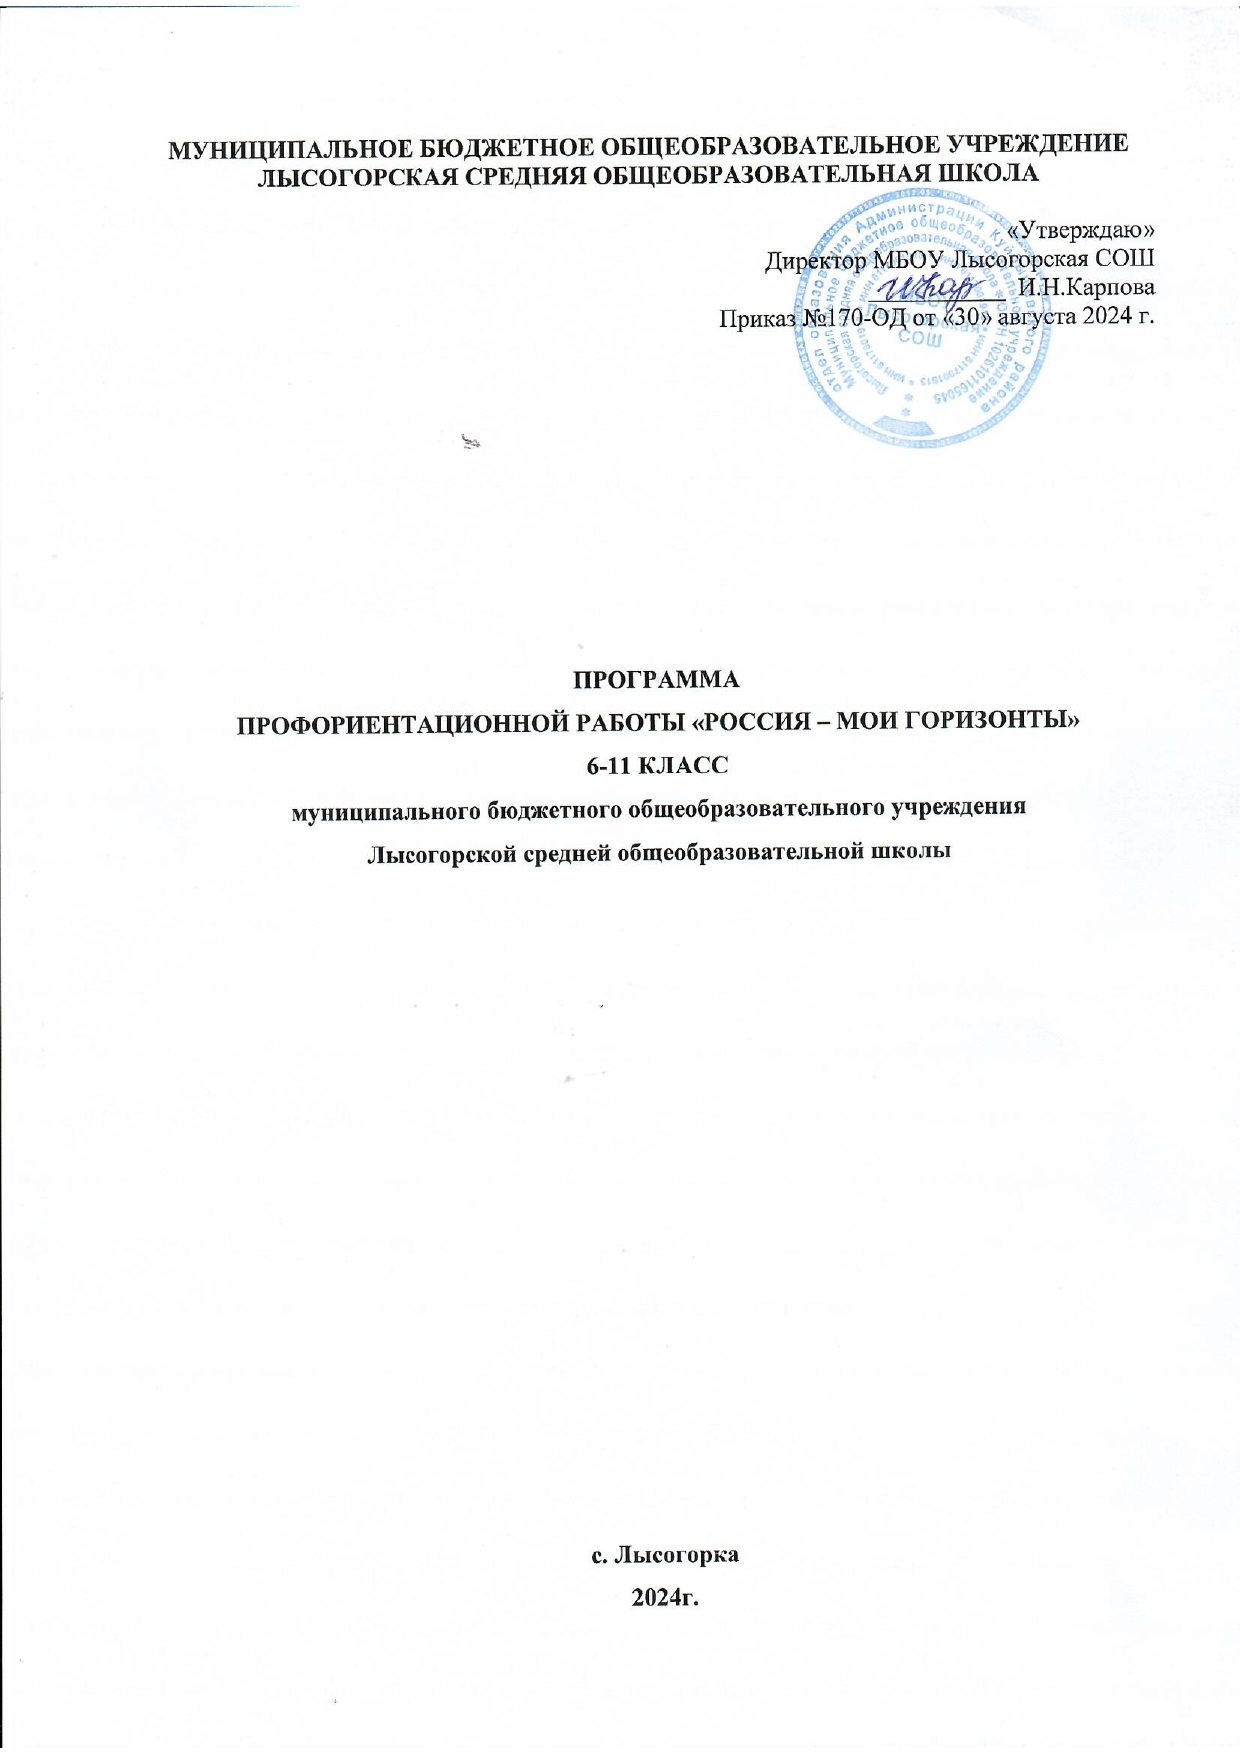 МУНИЦИПАЛЬНОЕ БЮДЖЕТНОЕ ОБЩЕОБРАЗОВАТЕЛЬНОЕ УЧРЕЖДЕНИЕ
ЛЫСОГОРСКАЯ СРЕДНЯЯ ОБЩЕОБРАЗОВАТЕЛЬНАЯ ШКОЛА
«Утверждаю»
Директор МБОУ Лысогорская СОШ
И.Н.Карпова
Приказ №170-ОД от «30» августа 2024 г.
СОШ
ПРОГРАММА
ПРОФОРИЕНТАЦИОННОЙ РАБОТЫ «РОССИЯ – МОИ ГОРИЗОНТЫ»
6-11 КЛАСС
муниципального бюджетного общеобразовательного учреждения
Лысогорской средней общеобразовательной школы
с. Лысогорка
2024г.